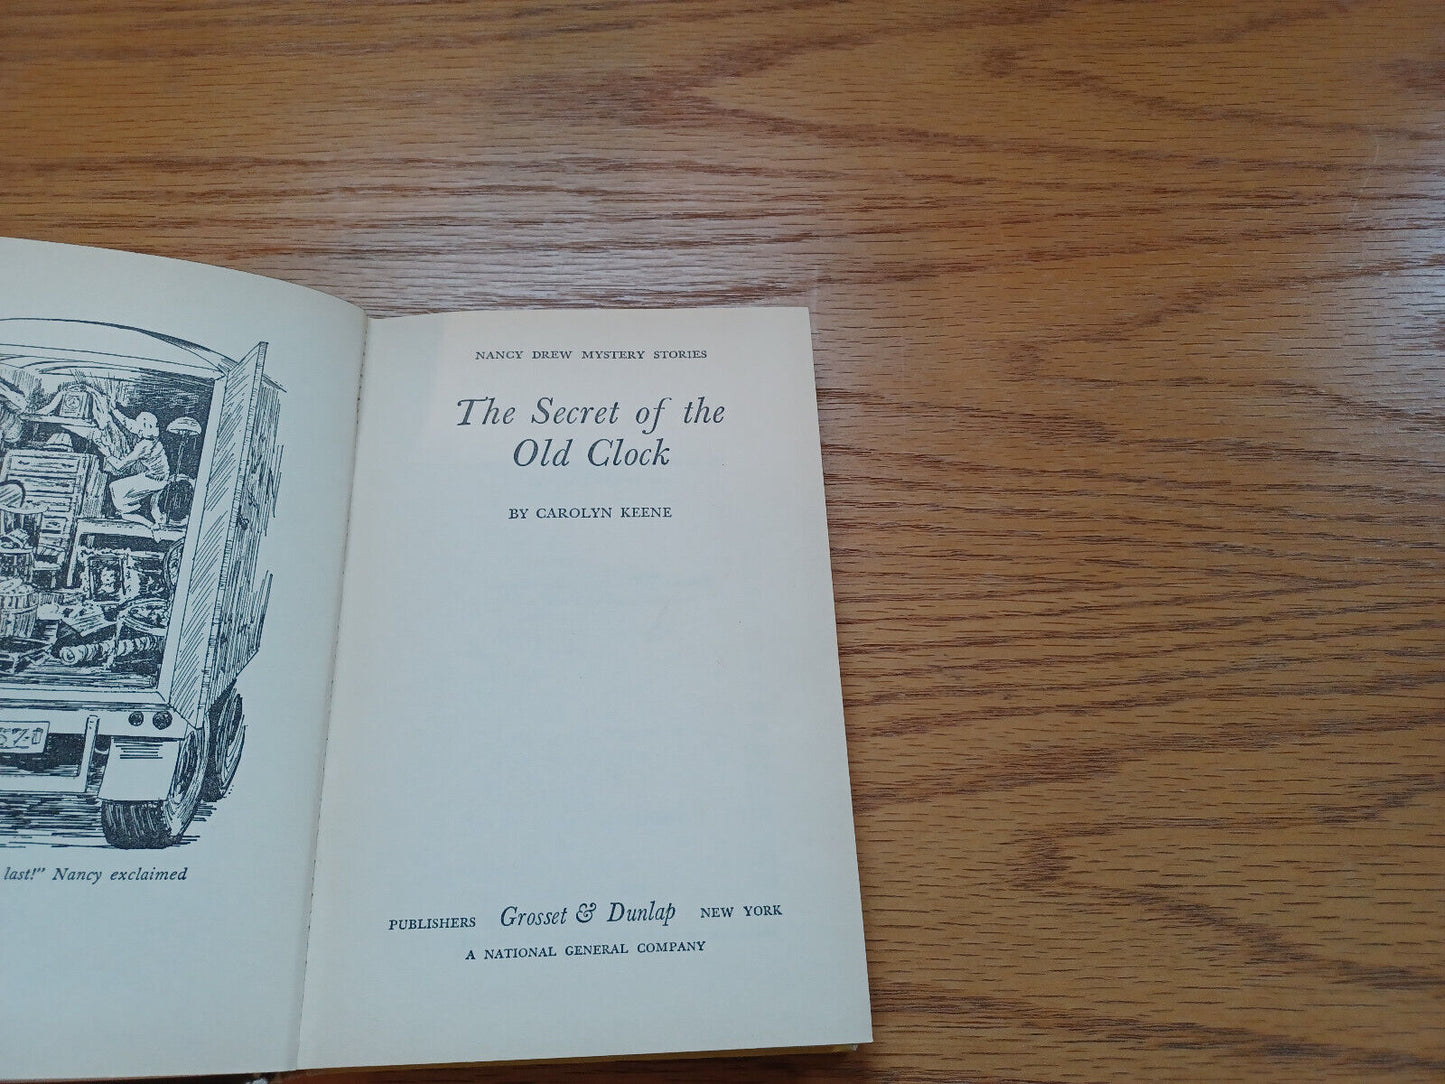 NANCY DREW MYSTERY STORIES
The Secret of the
Old Clock
BY CAROLYN KEENE
last!" Nancy exclaimed
PUBLISHERS Grosset & Dunlap NEW YORK
A NATIONAL GENERAL COMPANY